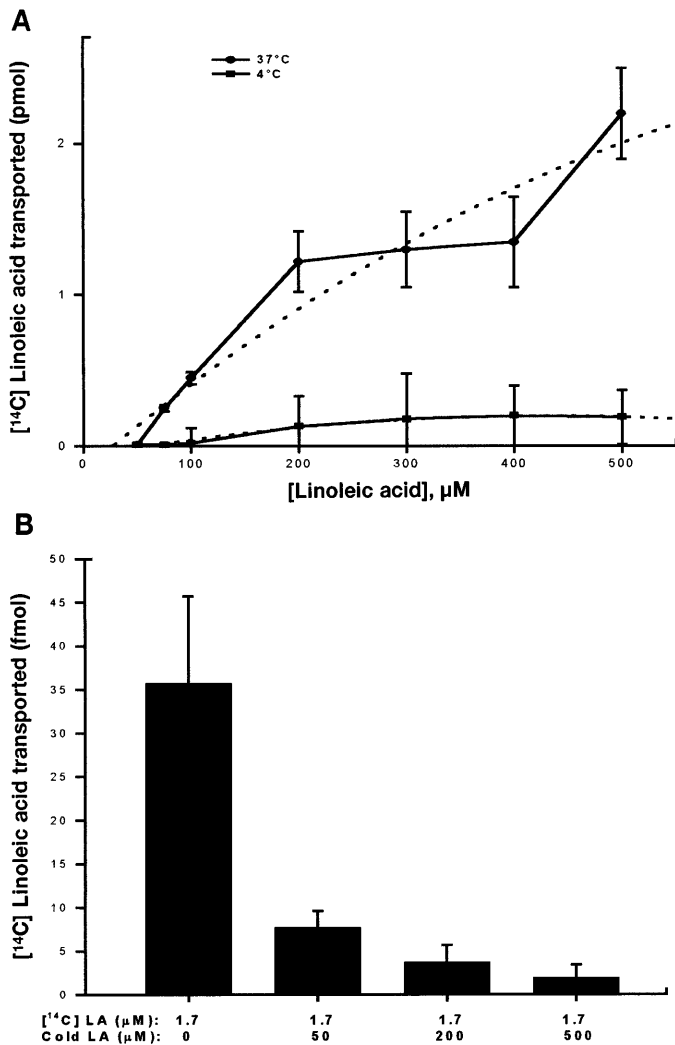 A
[¹⁴C] Linoleic acid transported (pmol)
37°C
4°C
2
1
0
0 100 200 300 400 500
[Linoleic acid], µM
B
[¹⁴C] Linoleic acid transported (fmol)
50
45
40
35
30
25
20
15
10
5
0
[¹⁴C] LA (µM): 1.7 1.7 1.7 1.7
Cold LA (µM): 0 50 200 500